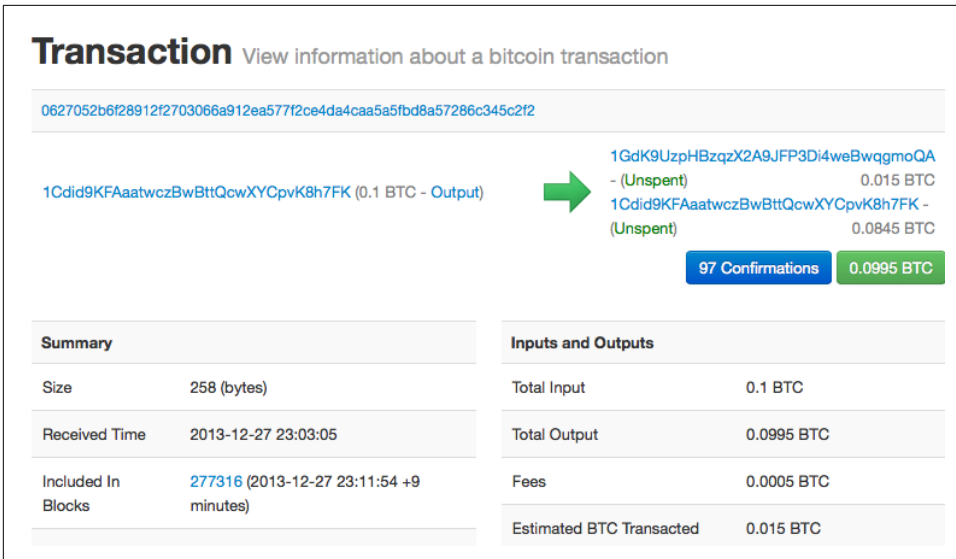 Transaction View information about a bitcoin transaction
0627052b6f28912f2703066a912ea577f2ce4da4caa5a5fbd8a57286c345c2f2
1Cdid9KFAaatwczBwBttQcwXYCpvK8h7FK (0.1 BTC - Output)
1GdK9UzpHBzqzX2A9JFP3Di4weBwqgmoQA
- (Unspent) 0.015 BTC
1Cdid9KFAaatwczBwBttQcwXYCpvK8h7FK -
(Unspent) 0.0845 BTC
97 Confirmations 0.0995 BTC
Summary
Size 258 (bytes)
Received Time 2013-12-27 23:03:05
Included In 277316 (2013-12-27 23:11:54 +9
Blocks minutes)
Inputs and Outputs
Total Input 0.1 BTC
Total Output 0.0995 BTC
Fees 0.0005 BTC
Estimated BTC Transacted 0.015 BTC